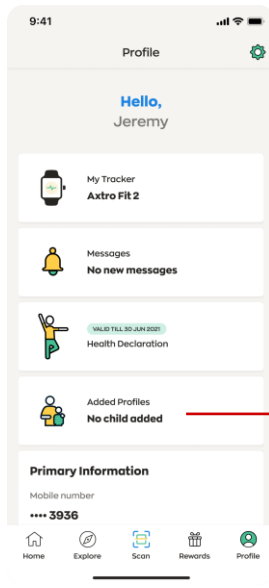 9:41
Profile
Hello,
Jeremy
My Tracker
Axtro Fit 2
Messages
No new messages
VALID TILL 30 JUN 2021
Health Declaration
Added Profiles
No child added
Primary Information
Mobile number
•••• 3936
Home Explore Scan Rewards Profile